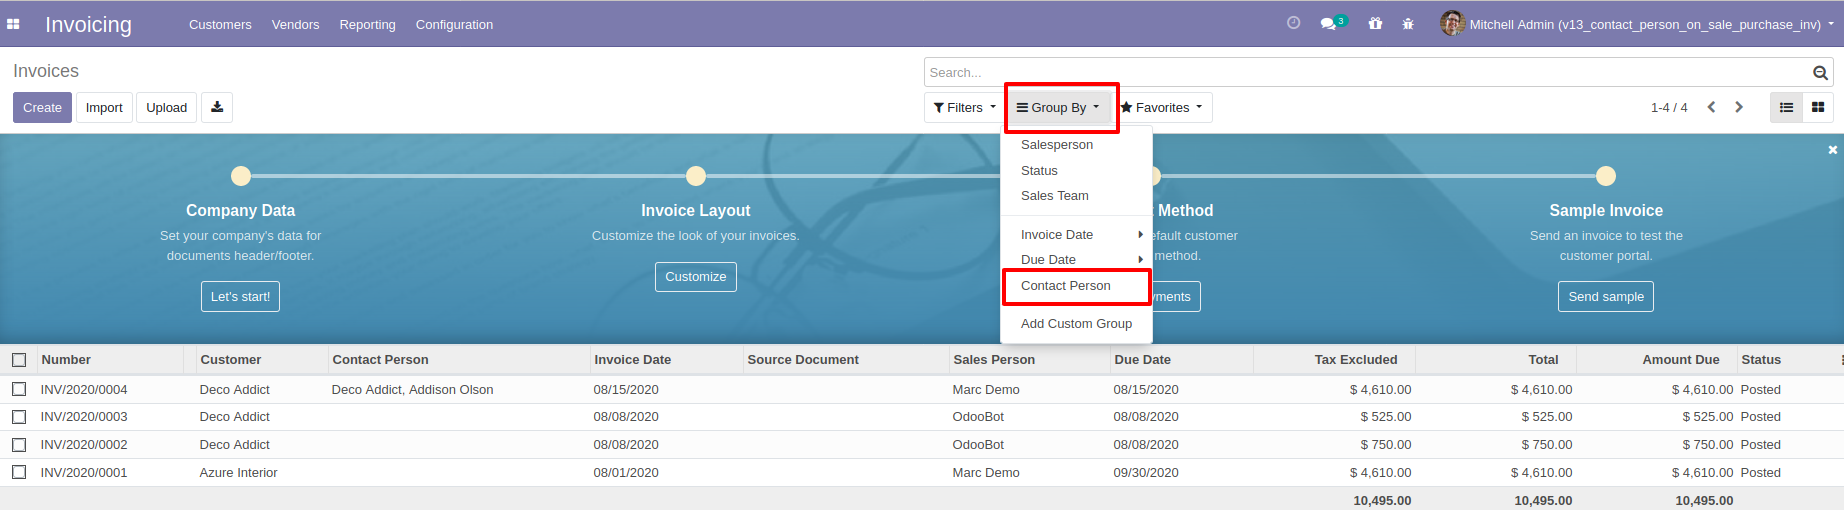 Invoicing Customers Vendors Reporting Configuration 3 Mitchell Admin (v13_contact_person_on_sale_purchase_inv)
Invoices
Search...
Create Import Upload Filters Group By Favorites 1-4 / 4
Salesperson
Status
Sales Team
Invoice Date
Due Date
Contact Person
Add Custom Group
Company Data
Set your company's data for
documents header/footer.
Let's start!
Invoice Layout
Customize the look of your invoices.
Customize
Method
customer
method.
Sample Invoice
Send an invoice to test the
customer portal.
Send sample
Number Customer Contact Person Invoice Date Source Document Sales Person Due Date Tax Excluded Total Amount Due Status
INV/2020/0004 Deco Addict Deco Addict, Addison Olson 08/15/2020 Marc Demo 08/15/2020 $ 4,610.00 $ 4,610.00 $ 4,610.00 Posted
INV/2020/0003 Deco Addict 08/08/2020 OdooBot 08/08/2020 $ 525.00 $ 525.00 $ 525.00 Posted
INV/2020/0002 Deco Addict 08/08/2020 OdooBot 08/08/2020 $ 750.00 $ 750.00 $ 750.00 Posted
INV/2020/0001 Azure Interior 08/01/2020 Marc Demo 09/30/2020 $ 4,610.00 $ 4,610.00 $ 4,610.00 Posted
10,495.00 10,495.00 10,495.00